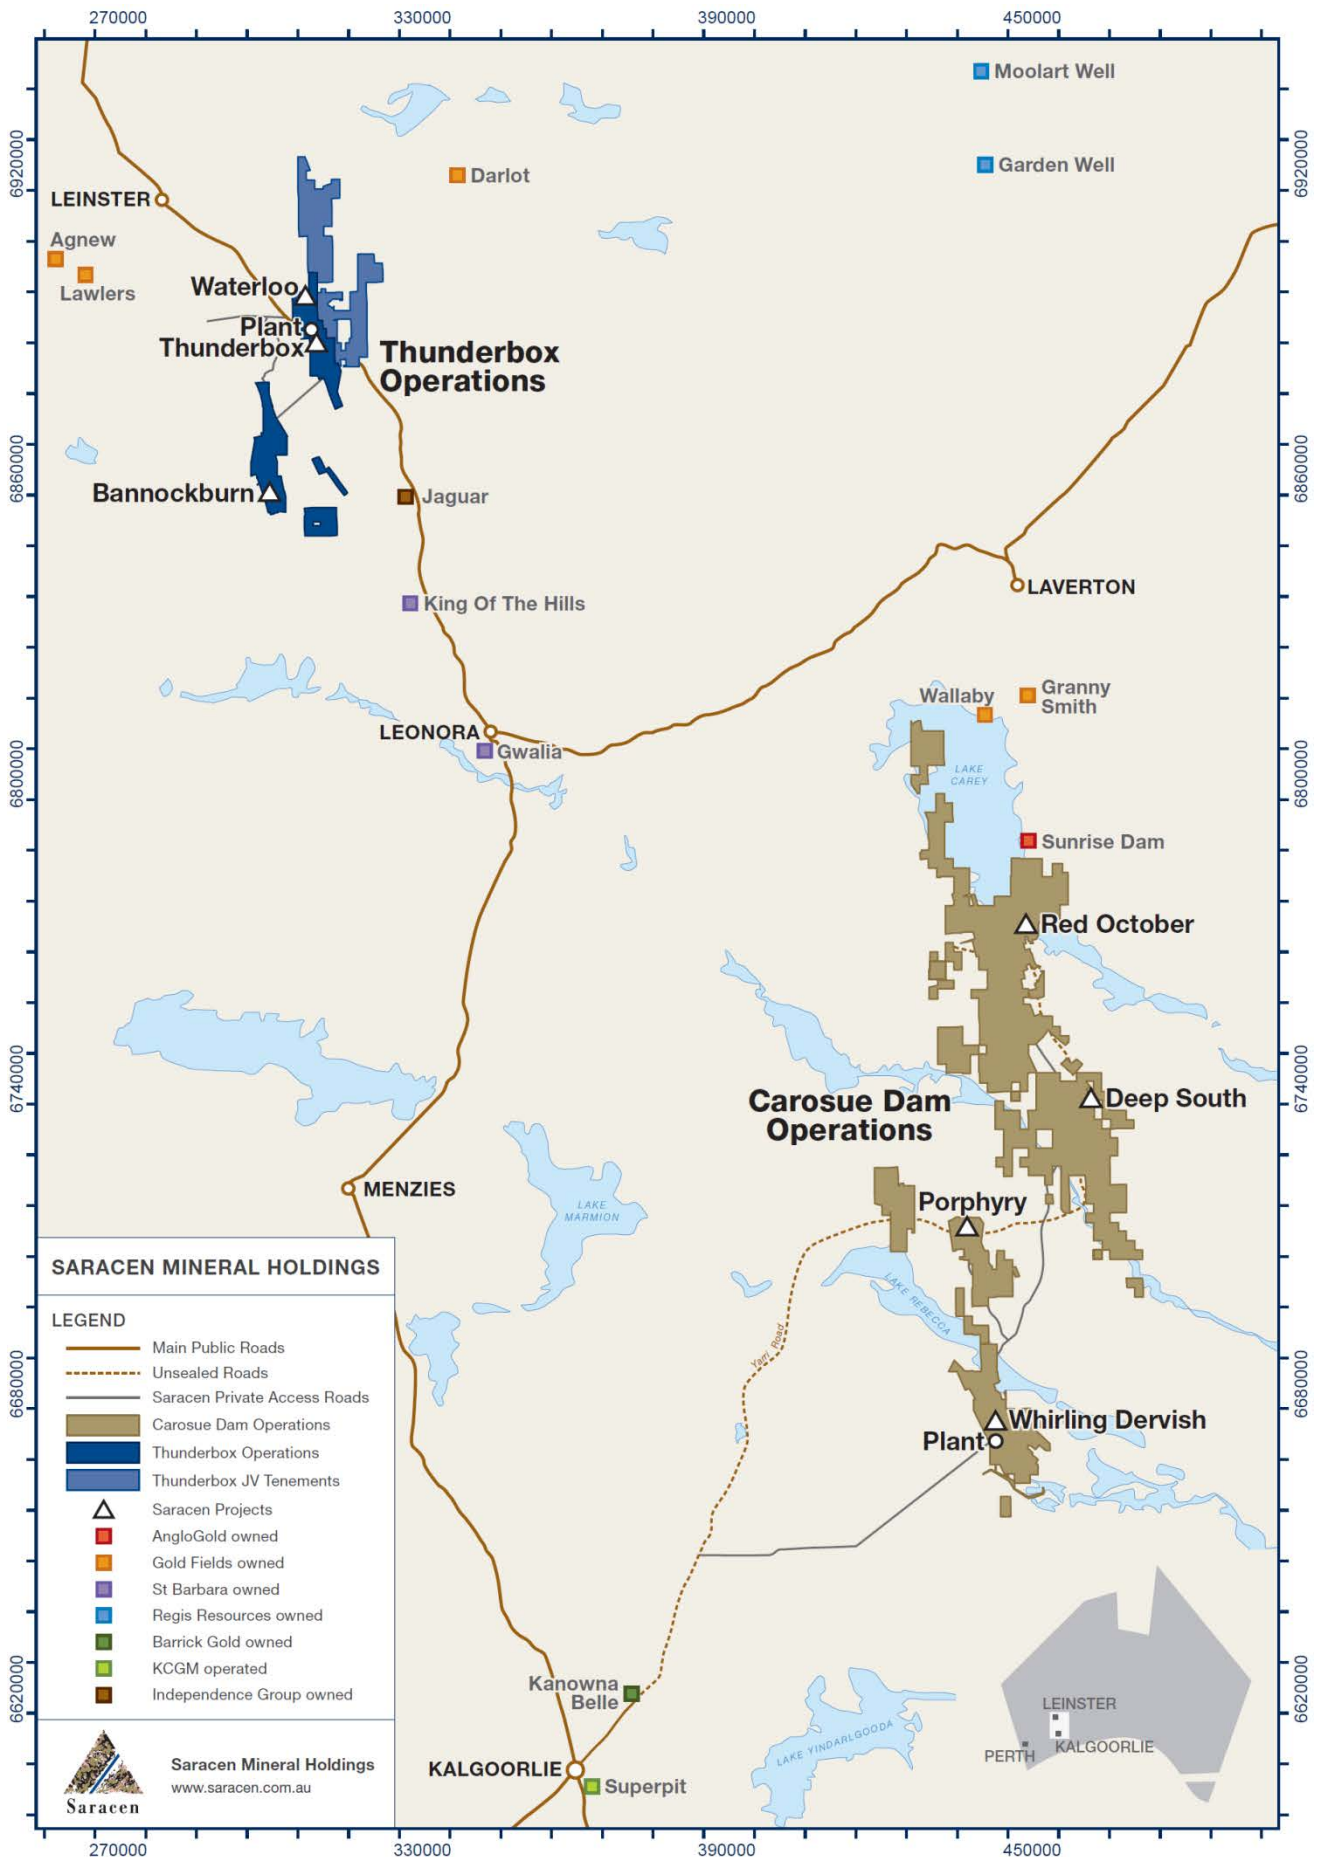 270000
330000
390000
450000
6920000
6920000
Moolart Well
Garden Well
Darlot
LEINSTER
Agnew
Lawlers
Waterloo
Plant
Thunderbox
Thunderbox
Operations
6860000
6860000
Bannockburn
Jaguar
LAVERTON
King Of The Hills
Wallaby
Granny
Smith
LEONORA
Gwalia
LAKE
CAREY
6800000
6800000
Sunrise Dam
Red October
6740000
6740000
Carosue Dam
Operations
Deep South
MENZIES
LAKE
MARMION
Porphyry
LAKE REBECCA
Yarri Road
SARACEN MINERAL HOLDINGS
LEGEND
Main Public Roads
Unsealed Roads
Saracen Private Access Roads
Carosue Dam Operations
Thunderbox Operations
Thunderbox JV Tenements
Saracen Projects
AngloGold owned
Gold Fields owned
St Barbara owned
Regis Resources owned
Barrick Gold owned
KCGM operated
Independence Group owned
6680000
6680000
Whirling Dervish
Plant
6620000
6620000
Kanowna
Belle
KALGOORLIE
Superpit
LAKE YINDARLGOODA
LEINSTER
PERTH
KALGOORLIE
Saracen
Saracen Mineral Holdings
www.saracen.com.au
270000
330000
390000
450000